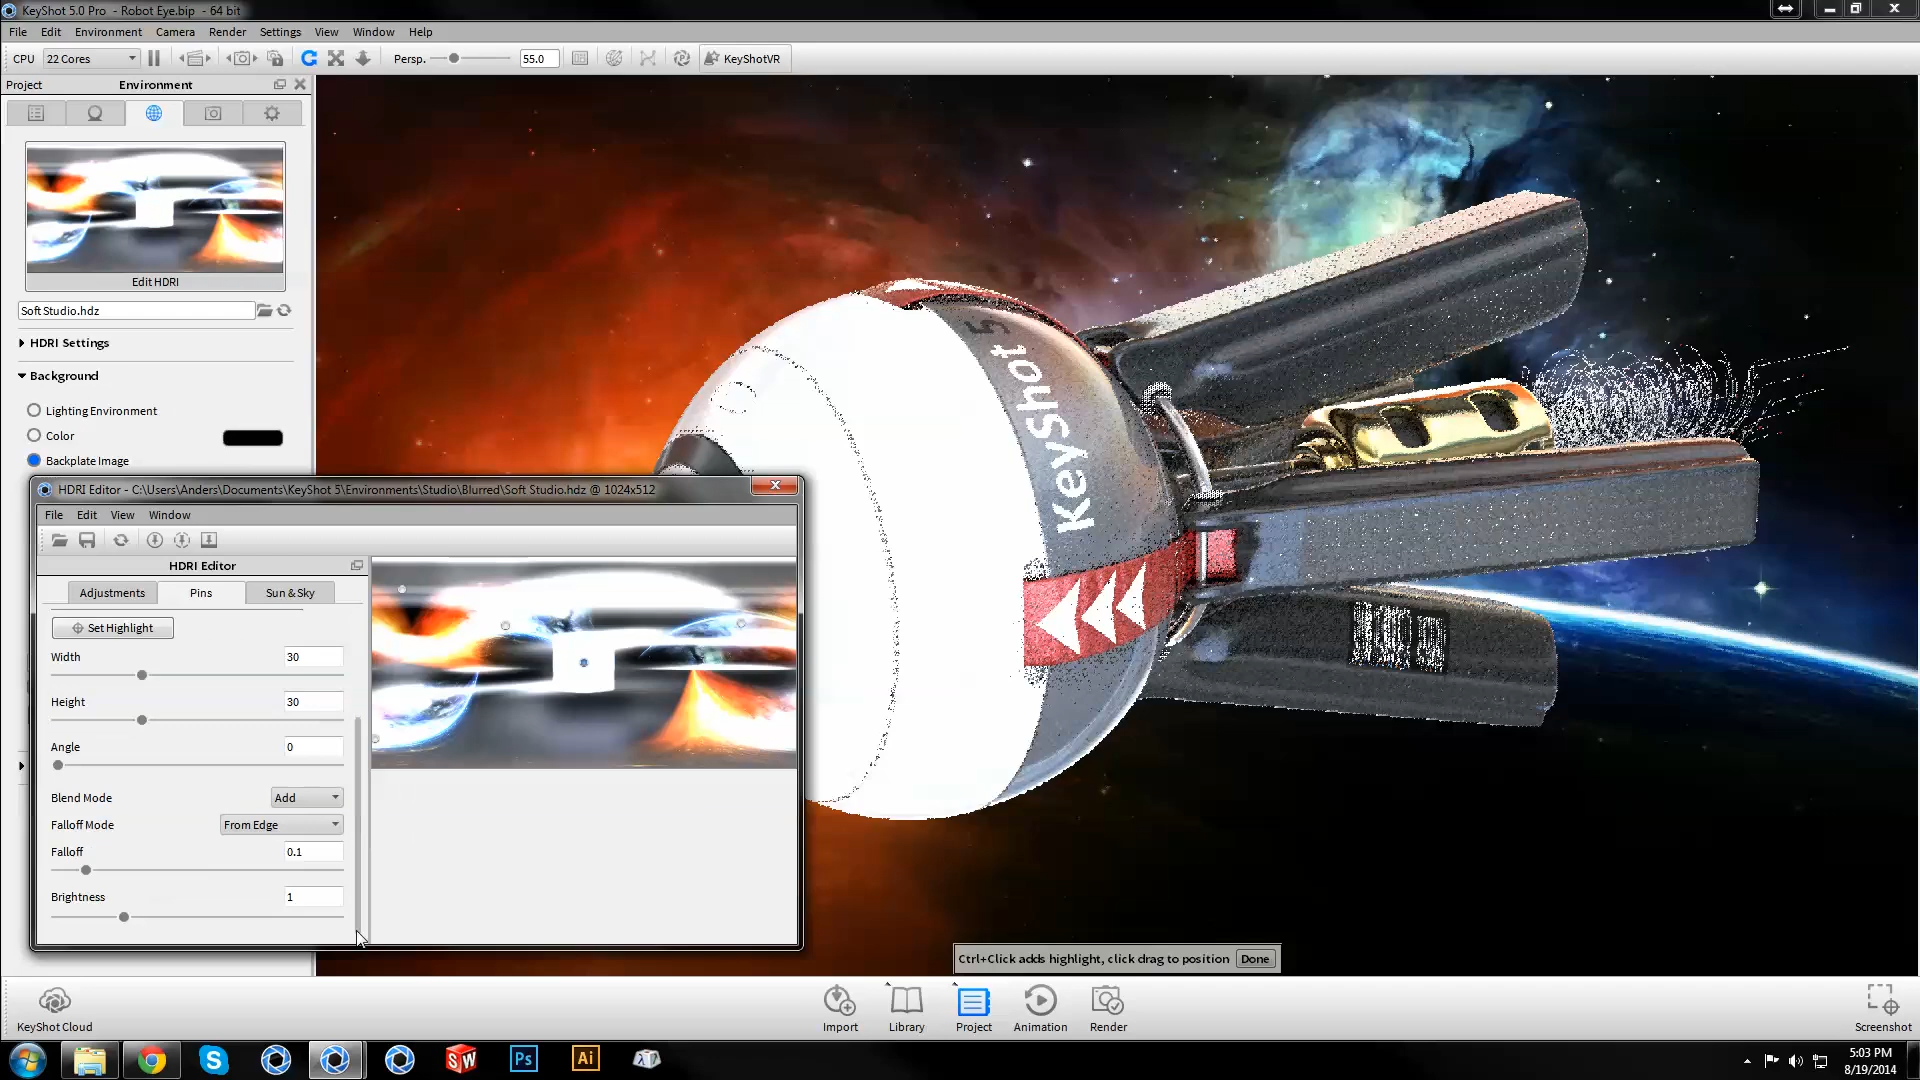 KeyShot 5.0 Pro - Robot Eye.bip - 64 bit
File Edit Environment Camera Render Settings View Window Help
CPU 22 Cores Persp. 55.0 KeyShotVR
Project Environment
Edit HDRI
Soft Studio.hdz
HDRI Settings
Background
Lighting Environment
Color
Backplate Image
HDRI Editor - C:\Users\Anders\Documents\KeyShot 5\Environments\Studio\Blurred\Soft Studio.hdz @ 1024x512
File Edit View Window
HDRI Editor
Adjustments Pins Sun & Sky
Set Highlight
Width 30
Height 30
Angle 0
Blend Mode Add
Falloff Mode From Edge
Falloff 0.1
Brightness 1
KeyShot 5
Ctrl+Click adds highlight, click drag to position Done
KeyShot Cloud
Import Library Project Animation Render
Screenshot
S SW Ps Ai
5:03 PM
8/19/2014